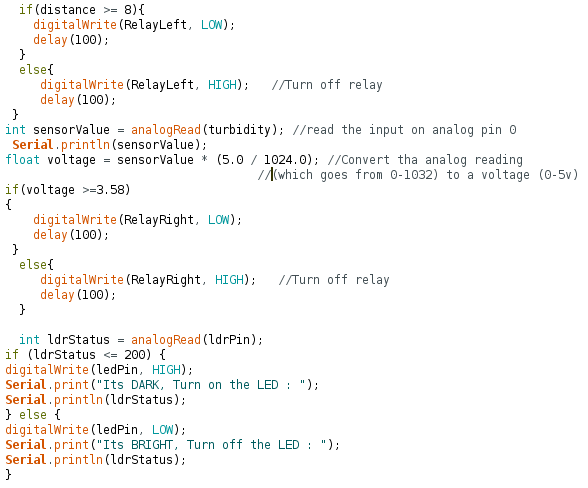 if(distance >= 8){
digitalWrite(RelayLeft, LOW);
delay(100);
}
else{
digitalWrite(RelayLeft, HIGH);   //Turn off relay
delay(100);
}
int sensorValue = analogRead(turbidity); //read the input on analog pin 0
Serial.println(sensorValue);
float voltage = sensorValue * (5.0 / 1024.0); //Convert tha analog reading
//(which goes from 0-1032) to a voltage (0-5v)
if(voltage >=3.58)
{
digitalWrite(RelayRight, LOW);
delay(100);
}
else{
digitalWrite(RelayRight, HIGH);   //Turn off relay
delay(100);
}
int ldrStatus = analogRead(ldrPin);
if (ldrStatus <= 200) {
digitalWrite(ledPin, HIGH);
Serial.print("Its DARK, Turn on the LED : ");
Serial.println(ldrStatus);
} else {
digitalWrite(ledPin, LOW);
Serial.print("Its BRIGHT, Turn off the LED : ");
Serial.println(ldrStatus);
}